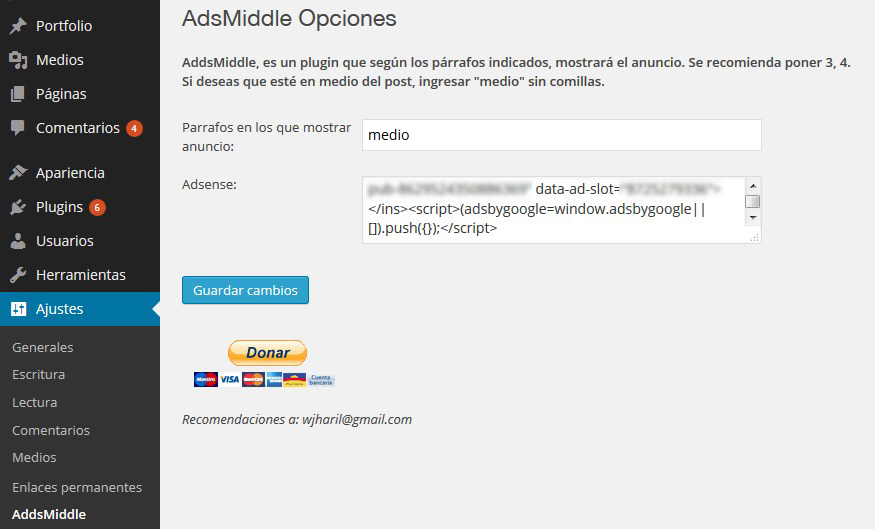 Portfolio
Medios
Páginas
Comentarios 4
Apariencia
Plugins 6
Usuarios
Herramientas
Ajustes
Generales
Escritura
Lectura
Comentarios
Medios
Enlaces permanentes
AddsMiddle
AdsMiddle Opciones
AddsMiddle, es un plugin que según los párrafos indicados, mostrará el anuncio. Se recomienda poner 3, 4.
Si deseas que esté en medio del post, ingresar "medio" sin comillas.
Parrafos en los que mostrar
anuncio:
medio
Adsense:
data-ad-slot=
</ins><script>(adsbygoogle=window.adsbygoogle||
[]).push({});</script>
Guardar cambios
Donar
Maestro VISA MasterCard
Cuenta
bancaria
Recomendaciones a: wjharil@gmail.com